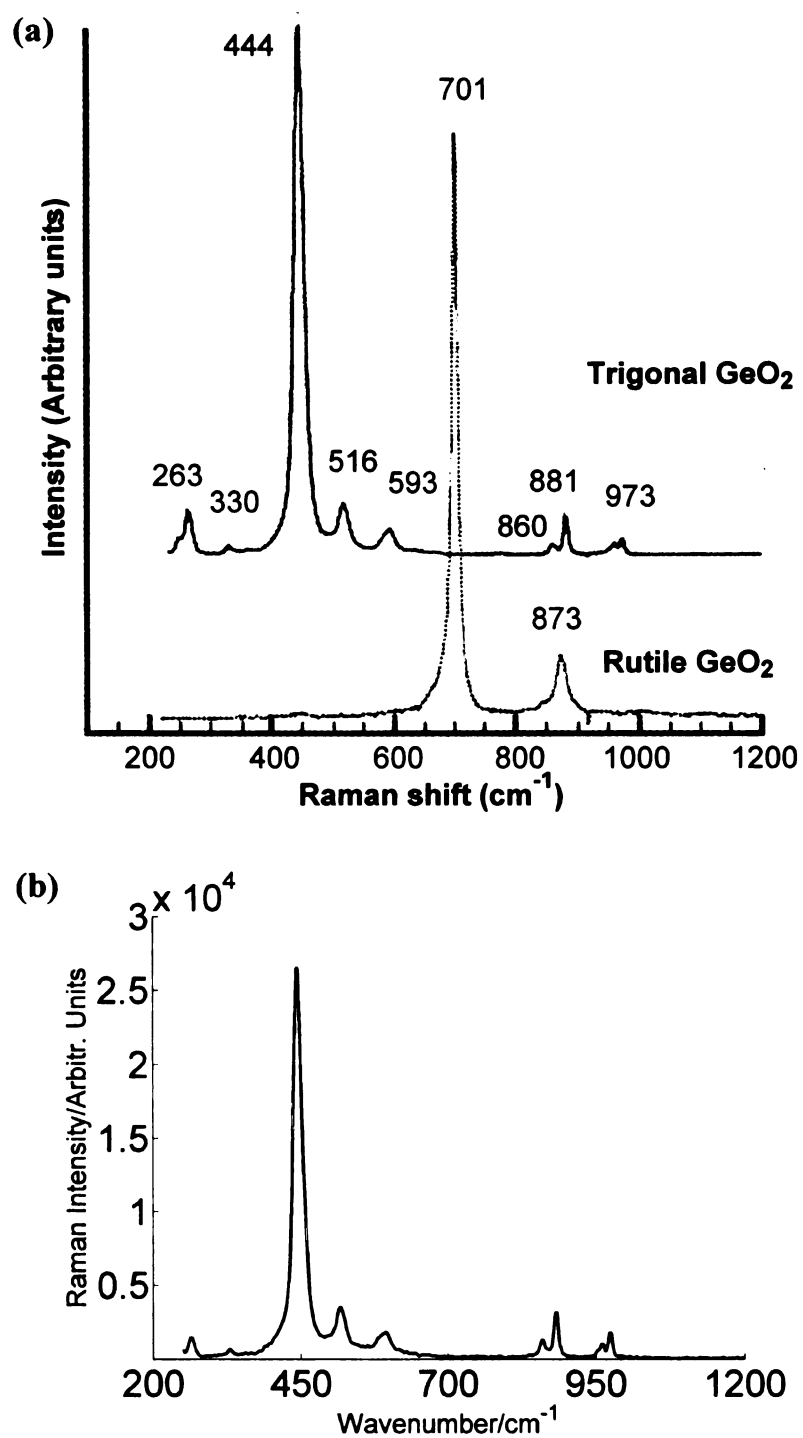 (a)
444
701
Intensity (Arbitrary units)
Trigonal GeO₂
263
330
516
593
860
881
973
873
Rutile GeO₂
200 400 600 800 1000 1200
Raman shift (cm⁻¹)
(b)
3 x 10⁴
2.5
2
1.5
1
0.5
Raman Intensity/Arbitr. Units
200 450 700 950 1200
Wavenumber/cm⁻¹